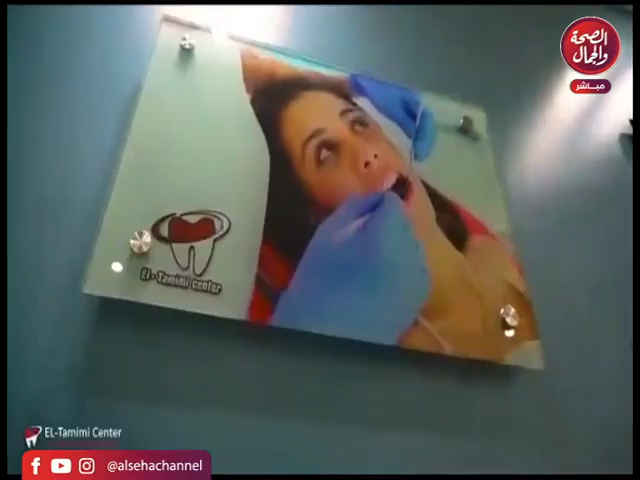 الصحة
والجمال
مباشر
El-Tamimi Center
EL-Tamimi Center
@alsehachannel